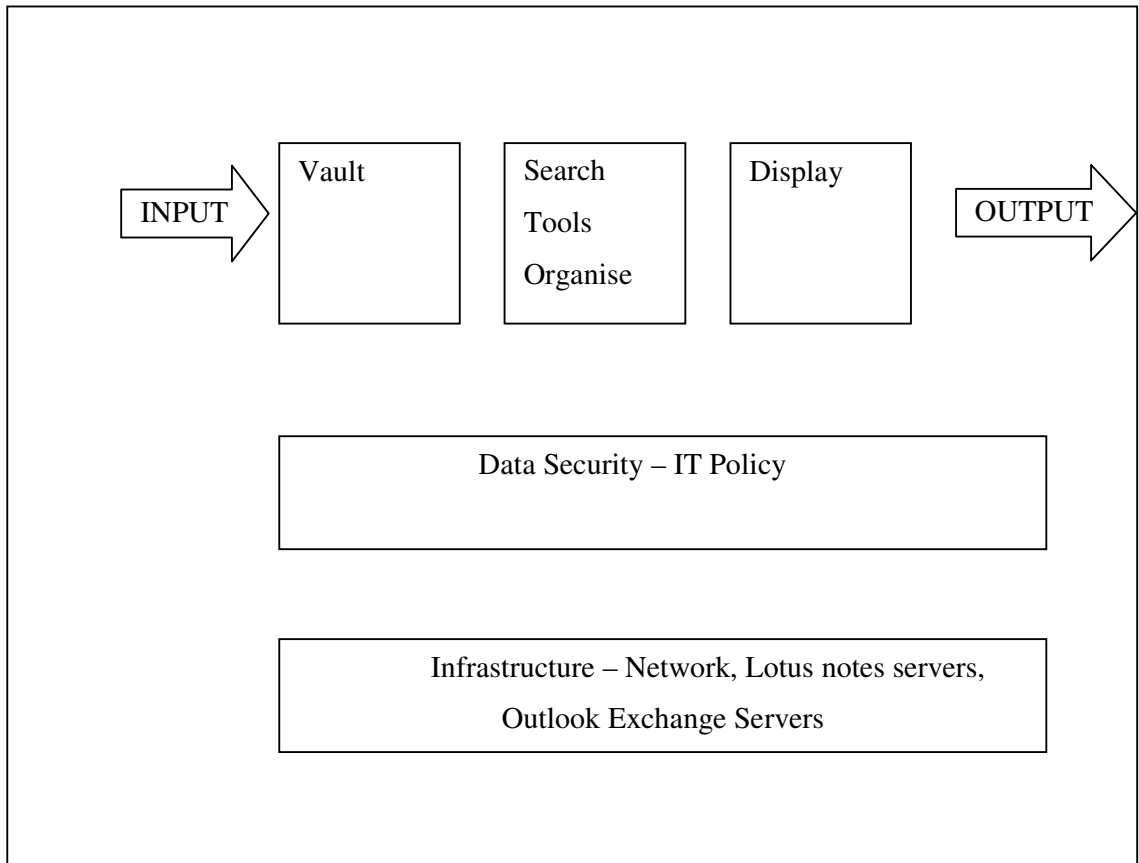 INPUT
Vault
Search
Tools
Organise
Display
OUTPUT
Data Security – IT Policy
Infrastructure – Network, Lotus notes servers,
Outlook Exchange Servers